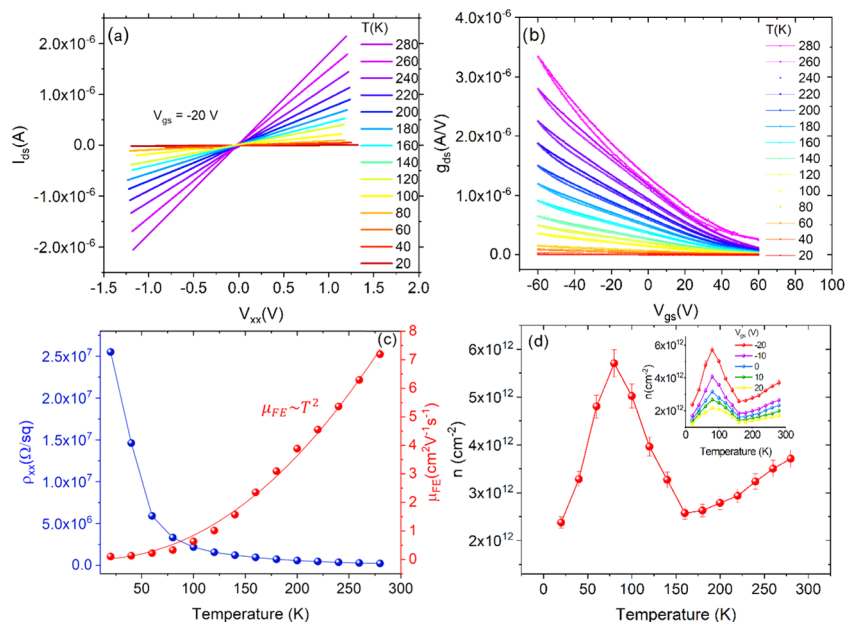 (a)
T(K)
280
260
240
220
200
180
160
140
120
100
80
60
40
20
V_gs = -20 V
2.0x10⁻⁶
1.0x10⁻⁶
0.0
-1.0x10⁻⁶
-2.0x10⁻⁶
I_ds(A)
-1.5 -1.0 -0.5 0.0 0.5 1.0 1.5 2.0
V_xx(V)
(b)
T(K)
280
260
240
220
200
180
160
140
120
100
80
60
40
20
4.0x10⁻⁶
3.0x10⁻⁶
2.0x10⁻⁶
1.0x10⁻⁶
0.0
g_ds(A/V)
-60 -40 -20 0 20 40 60 80 100
V_gs(V)
(c)
2.5x10⁷
2.0x10⁷
1.5x10⁷
1.0x10⁷
5.0x10⁶
0.0
ρ_xx(Ω/sq)
μ_FE~T²
8
7
6
5
4
3
2
1
0
μ_FE(cm²V⁻¹s⁻¹)
50 100 150 200 250 300
Temperature (K)
(d)
6x10¹²
5x10¹²
4x10¹²
3x10¹²
2x10¹²
n (cm⁻²)
0 50 100 150 200 250 300
Temperature (K)
V_gs (V)
-20
-10
0
10
20
6x10¹²
4x10¹²
2x10¹²
n(cm⁻²)
0 100 200 300
Temperature (K)